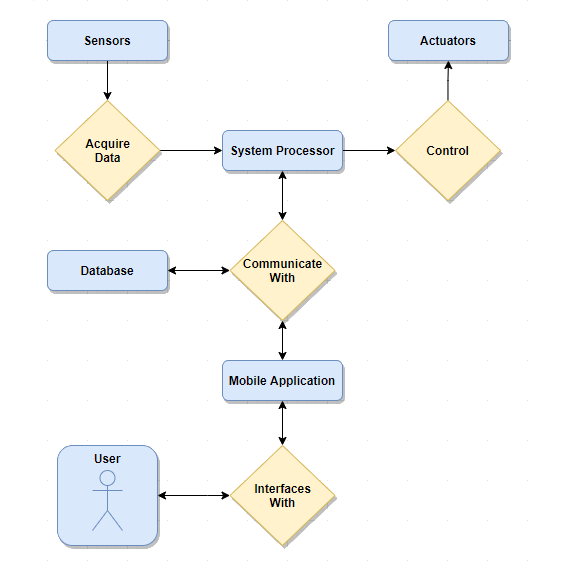 Sensors
Actuators
Acquire
Data
System Processor
Control
Database
Communicate
With
Mobile Application
User
Interfaces
With